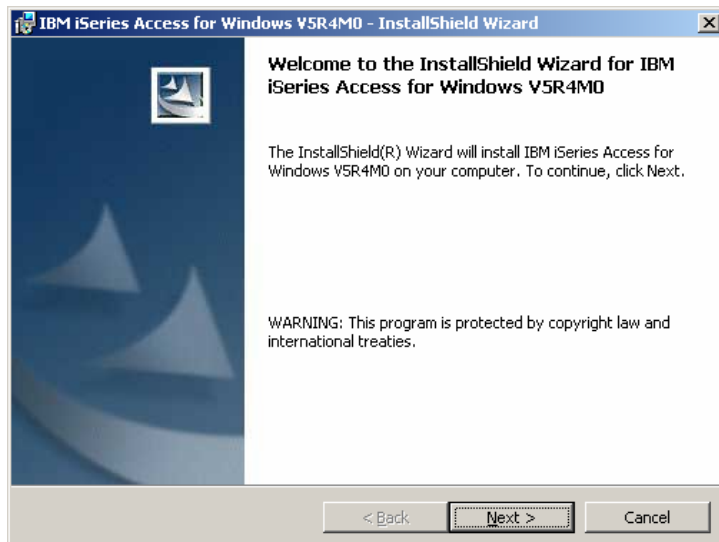 IBM iSeries Access for Windows V5R4M0 - InstallShield Wizard
Welcome to the InstallShield Wizard for IBM
iSeries Access for Windows V5R4M0
The InstallShield(R) Wizard will install IBM iSeries Access for
Windows V5R4M0 on your computer. To continue, click Next.
WARNING: This program is protected by copyright law and
international treaties.
< Back
Next >
Cancel